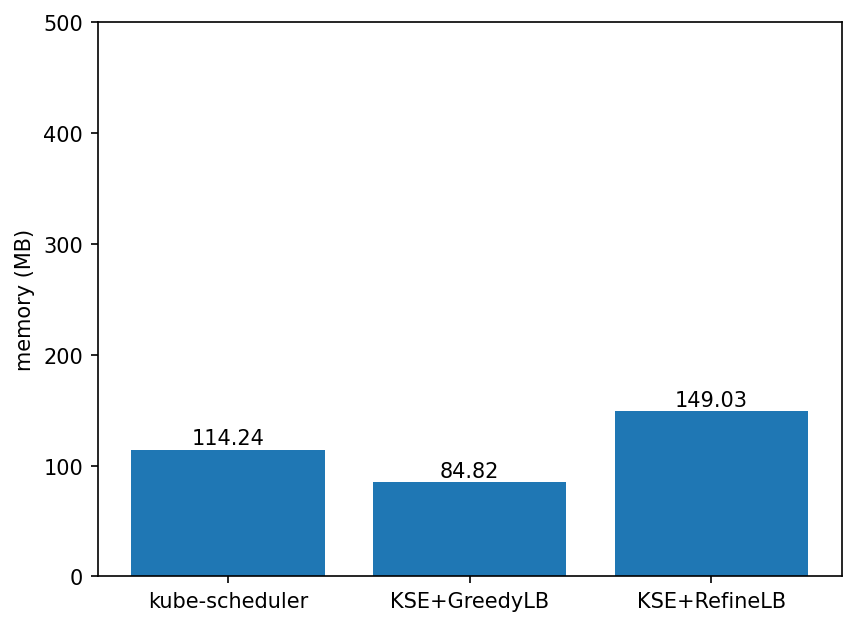 500
400
300
200
100
0
memory (MB)
114.24
84.82
149.03
kube-scheduler
KSE+GreedyLB
KSE+RefineLB